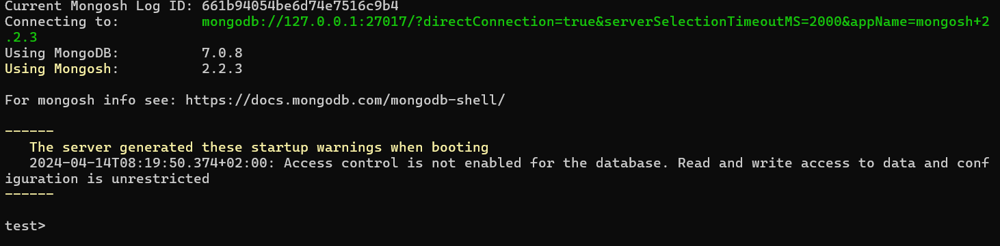 Current Mongosh Log ID: 661b94054be6d74e7516c9b4
Connecting to:          mongodb://127.0.0.1:27017/?directConnection=true&serverSelectionTimeoutMS=2000&appName=mongosh+2
.2.3
Using MongoDB:          7.0.8
Using Mongosh:          2.2.3
For mongosh info see: https://docs.mongodb.com/mongodb-shell/
------
   The server generated these startup warnings when booting
   2024-04-14T08:19:50.374+02:00: Access control is not enabled for the database. Read and write access to data and conf
iguration is unrestricted
------
test>